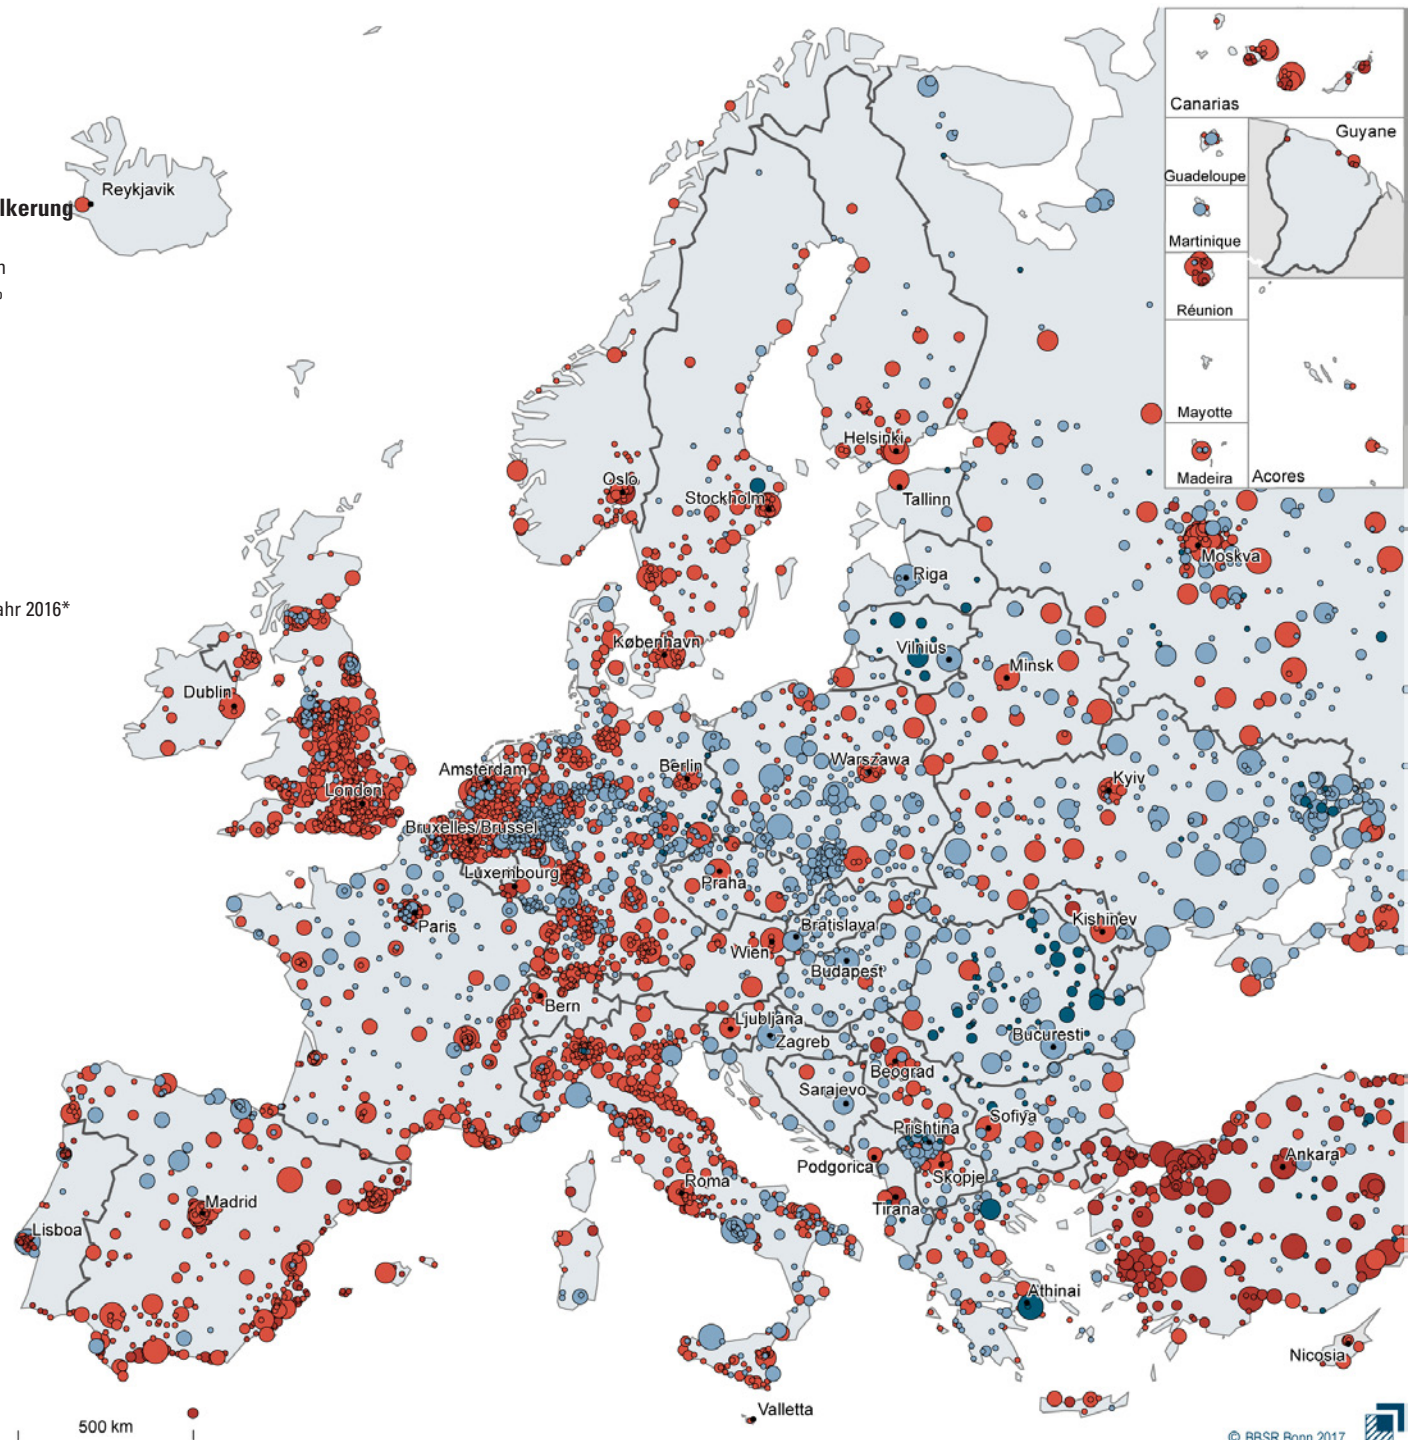 Canarias
Guyane
Guadeloupe
Reykjavik
lkerung
Martinique
n
Réunion
Mayotte
Helsinki
Madeira
Acores
Oslo
Stockholm
Tallinn
Moskva
Riga
ahr 2016*
København
Vilnius
Minsk
Dublin
Amsterdam
Berlin
Warszawa
Kyiv
London
Bruxelles/Brussel
Luxembourg
Praha
Paris
Bratislava
Kishinev
Wien
Budapest
Bern
Ljubljana
Zagreb
Bucuresti
Beograd
Sarajevo
Prishtina
Sofiya
Podgorica
Skopje
Ankara
Roma
Madrid
Tirana
Lisboa
Athinai
Nicosia
Valletta
500 km
© BBSR Bonn 2017